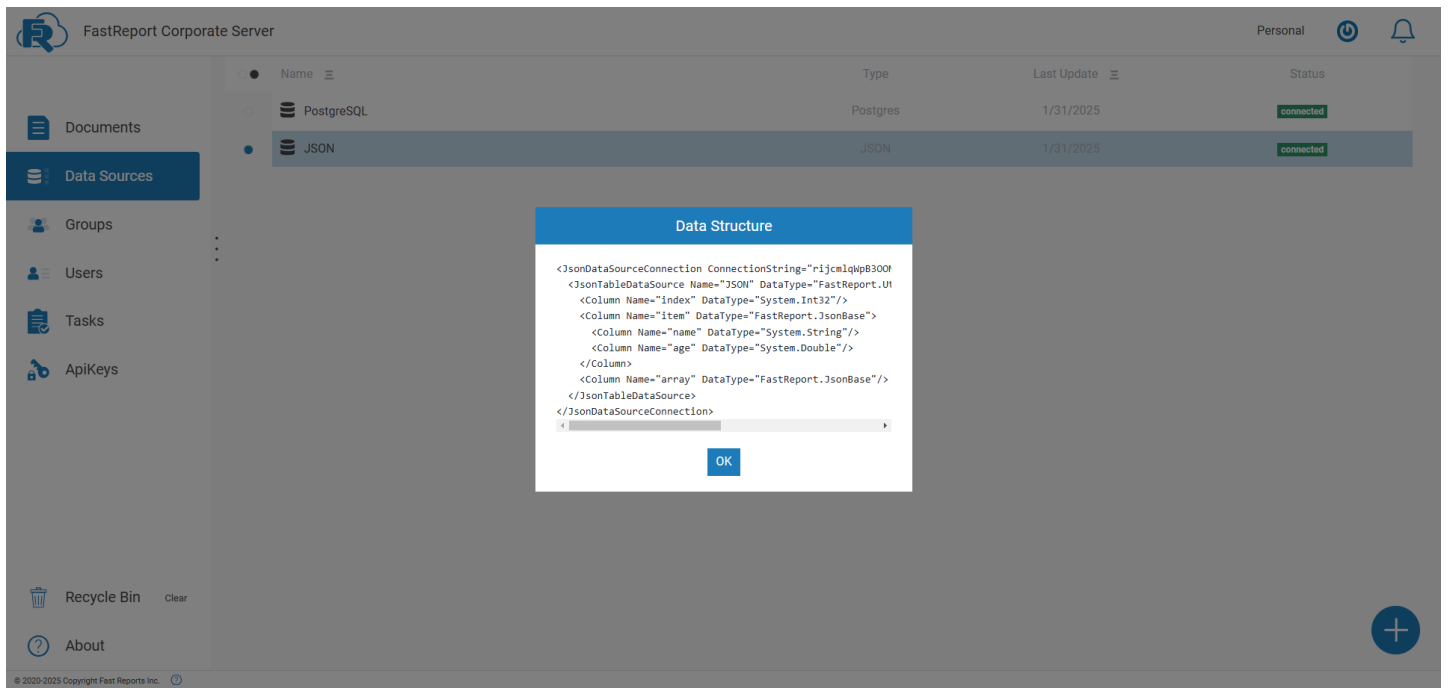 FastReport Corporate Server
Personal
Name Type Last Update Status
PostgreSQL Postgres 1/31/2025 connected
JSON JSON 1/31/2025 connected
Documents
Data Sources
Groups
Users
Tasks
ApiKeys
Data Structure
<JsonDataSourceConnection ConnectionString="rijcmlqWpB3OO
<JsonTableDataSource Name="JSON" DataType="FastReport.Ut
<Column Name="index" DataType="System.Int32"/>
<Column Name="item" DataType="FastReport.JsonBase">
<Column Name="name" DataType="System.String"/>
<Column Name="age" DataType="System.Double"/>
</Column>
<Column Name="array" DataType="FastReport.JsonBase"/>
</JsonTableDataSource>
</JsonDataSourceConnection>
OK
Recycle Bin Clear
About
© 2020-2025 Copyright Fast Reports Inc.